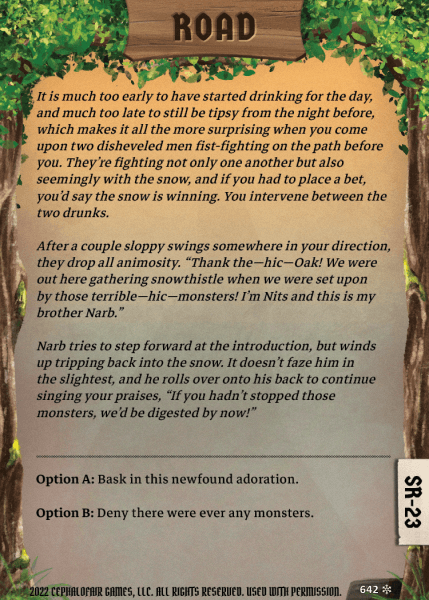 ROAD
It is much too early to have started drinking for the day,
and much too late to still be tipsy from the night before,
which makes it all the more surprising when you come
upon two disheveled men fist-fighting on the path before
you. They’re fighting not only one another but also
seemingly with the snow, and if you had to place a bet,
you’d say the snow is winning. You intervene between the
two drunks.
After a couple sloppy swings somewhere in your direction,
they drop all animosity. “Thank the—hic—Oak! We were
out here gathering snowthistle when we were set upon
by those terrible—hic—monsters! I’m Nits and this is my
brother Narb.”
Narb tries to step forward at the introduction, but winds
up tripping back into the snow. It doesn’t faze him in
the slightest, and he rolls over onto his back to continue
singing your praises, “If you hadn’t stopped those
monsters, we’d be digested by now!”
Option A: Bask in this newfound adoration.
Option B: Deny there were ever any monsters.
SR-23
2022 CEPHALOFAIR GAMES, LLC. ALL RIGHTS RESERVED. USED WITH PERMISSION.
642